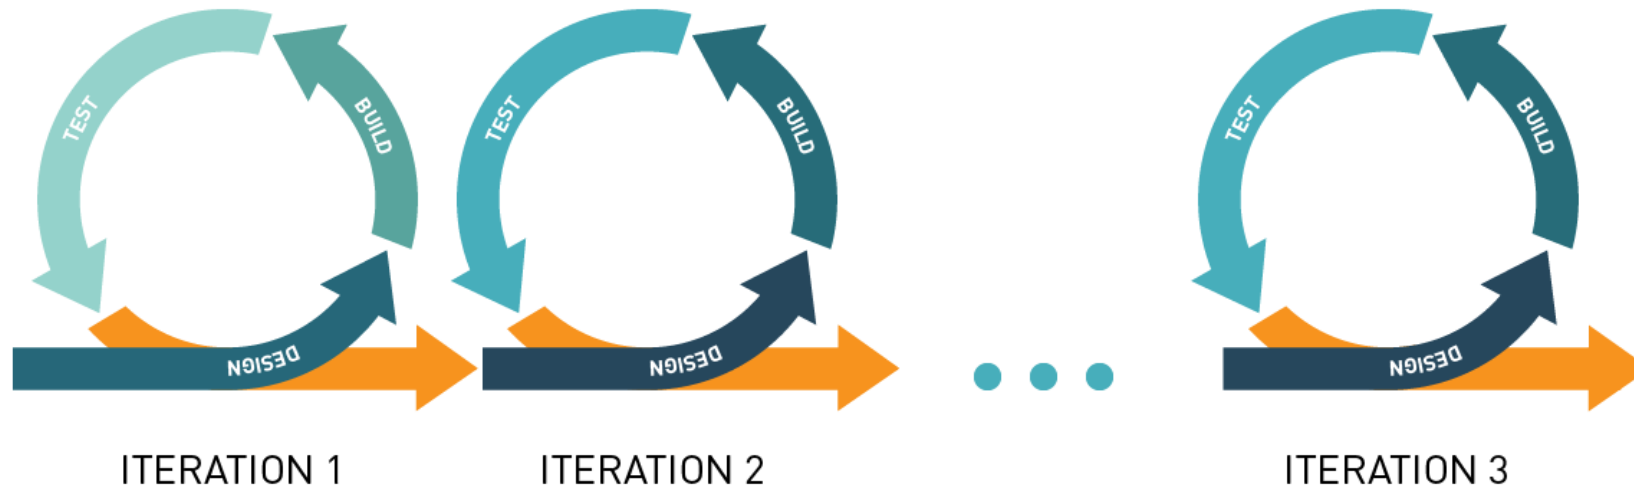 TEST
BUILD
DESIGN
ITERATION 1
TEST
BUILD
DESIGN
ITERATION 2
TEST
BUILD
DESIGN
ITERATION 3